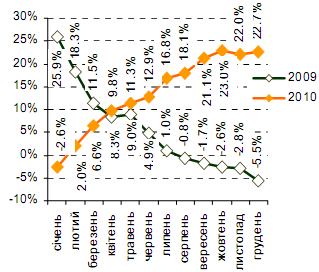 30%
25%
20%
15%
10%
5%
0%
-5%
-10%
25.9%
18.3%
11.5%
9.8%
11.3%
12.9%
16.8%
18.1%
21.1%
23.0%
22.0%
22.7%
-2.6%
2.0%
6.6%
8.3%
9.0%
4.9%
1.0%
-0.8%
-1.7%
-2.6%
-2.8%
-5.5%
2009
2010
січень
лютий
березень
квітень
травень
червень
липень
серпень
вересень
жовтень
листопад
грудень